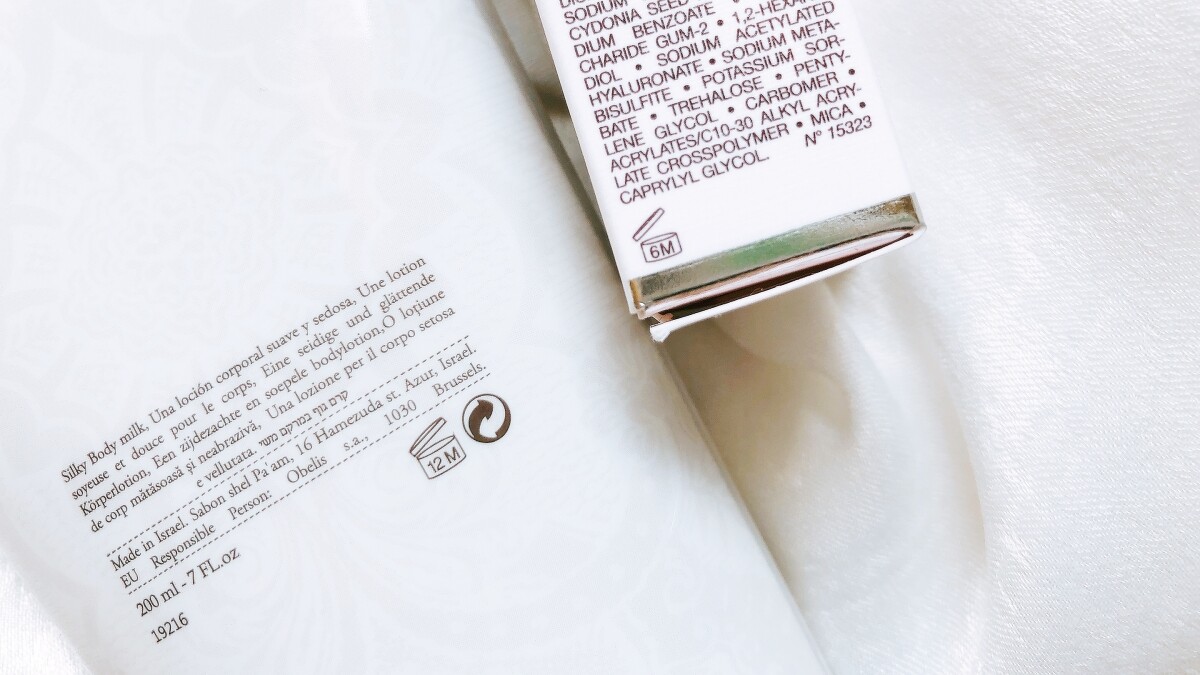 SODIUM
CYDONIA SEED
DIUM BENZOATE • 1,2-HEXAN
CHARIDE GUM-2 •
DIOL • SODIUM ACETYLATED
HYALURONATE • SODIUM META-
BISULFITE • POTASSIUM SOR-
BATE • TREHALOSE • PENTY-
LENE GLYCOL • CARBOMER •
ACRYLATES/C10-30 ALKYL ACRY-
LATE CROSSPOLYMER • MICA •
CAPRYLYL GLYCOL. N° 15323
6M
Silky Body milk, Una loción corporal suave y sedosa, Une lotion
soyeuse et douce pour le corps, Eine seidige und glättende
Körperlotion, Een zijdezachte en soepele bodylotion,O loțiune
de corp mătăsoasă și neabrazivă, Una lozione per il corpo setosa
e vellutata. קרם גוף במרקם משי
Made in Israel. Sabon shel Pa am, 16 Hamezuda st. Azur, Israel.
EU Responsible Person: Obelis s.a., 1030 Brussels.
12 M
200 ml - 7 FL.oz
19216